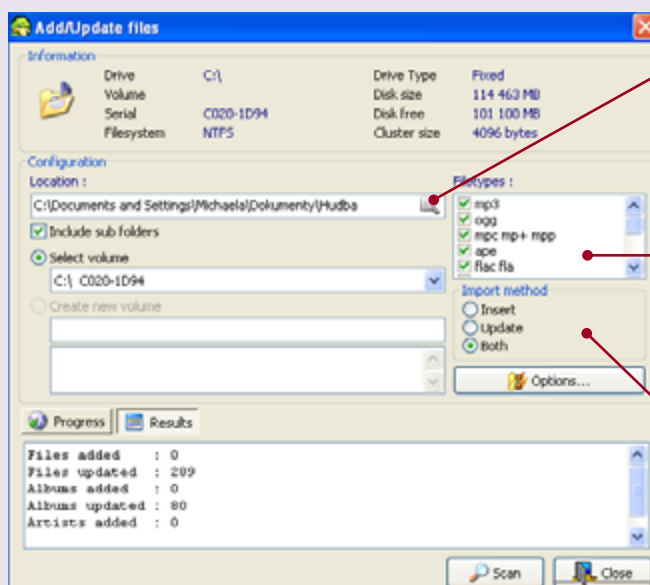 Add/Update files
Information
Drive C:\ Drive Type Fixed
Volume Disk size 114 463 MB
Serial C020-1D94 Disk free 101 100 MB
Filesystem NTFS Cluster size 4096 bytes
Configuration
Location :
C:\Documents and Settings\Michaela\Dokumenty\Hudba
Include sub folders
Select volume
C:\ C020-1D94
Create new volume
Filetypes :
mp3
ogg
mpc mp+ mpp
ape
flac fla
Import method
Insert
Update
Both
Options...
Progress Results
Files added : 0
Files updated : 289
Albums added : 0
Albums updated : 80
Artists added : 0
Scan Close